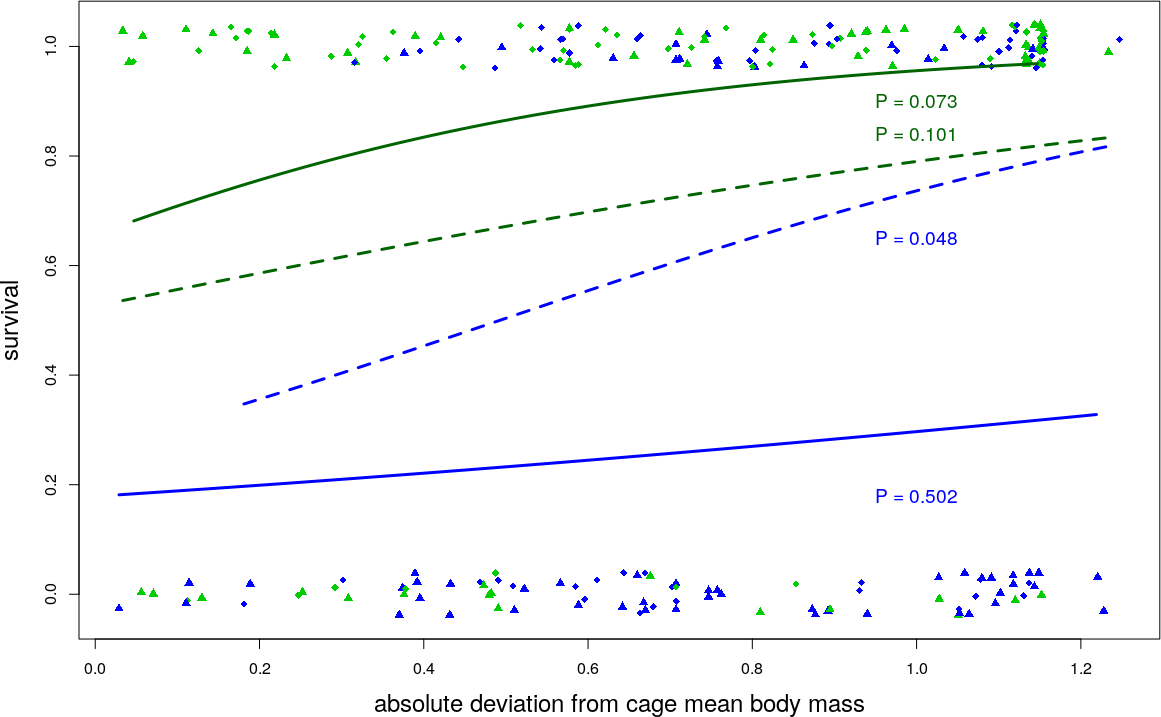 1.0
0.8
0.6
0.4
0.2
0.0
survival
P = 0.073
P = 0.101
P = 0.048
P = 0.502
0.0 0.2 0.4 0.6 0.8 1.0 1.2
absolute deviation from cage mean body mass